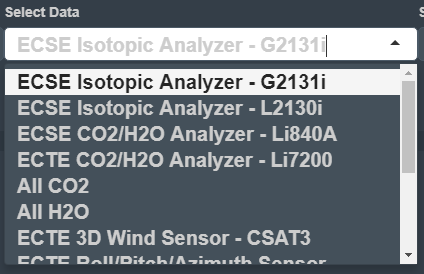 Select Data
S
ECSE Isotopic Analyzer - G2131i
ECSE Isotopic Analyzer - G2131i
ECSE Isotopic Analyzer - L2130i
ECSE CO2/H2O Analyzer - Li840A
ECTE CO2/H2O Analyzer - Li7200
All CO2
All H2O
ECTE 3D Wind Sensor - CSAT3
ECTE Roll/Pitch/Azimuth Sensor